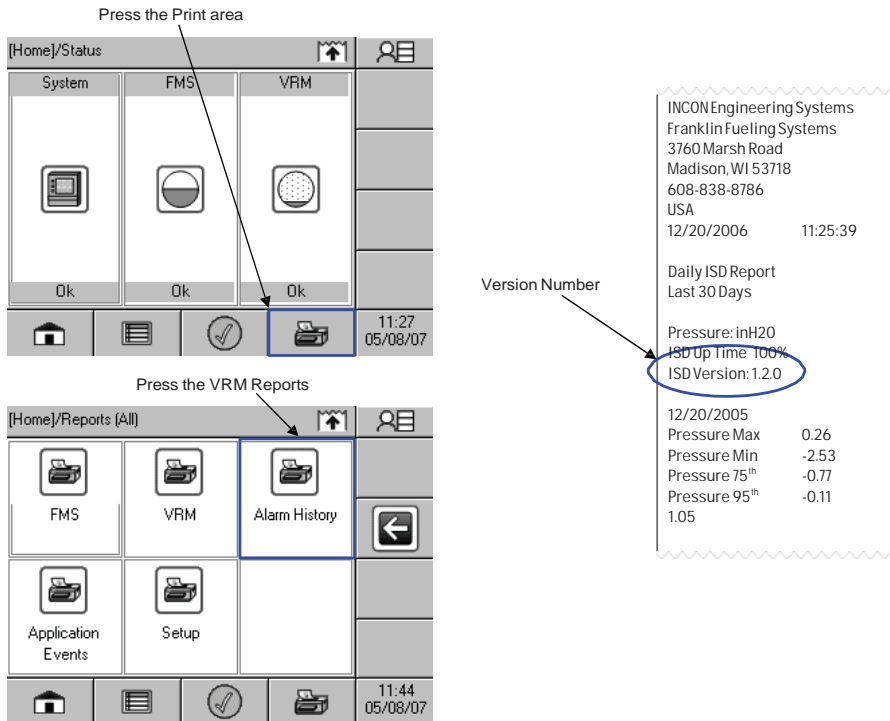 Press the Print area
[Home]/Status
System
FMS
VRM
Ok
Ok
Ok
11:27
05/08/07
Press the VRM Reports
[Home]/Reports (All)
FMS
VRM
Alarm History
Application
Events
Setup
11:44
05/08/07
Version Number
INCON Engineering Systems
Franklin Fueling Systems
3760 Marsh Road
Madison, WI 53718
608-838-8786
USA
12/20/2006 11:25:39
Daily ISD Report
Last 30 Days
Pressure: inH20
ISD Up Time 100%
ISD Version: 1.2.0
12/20/2005
Pressure Max 0.26
Pressure Min -2.53
Pressure 75th -0.77
Pressure 95th -0.11
1.05